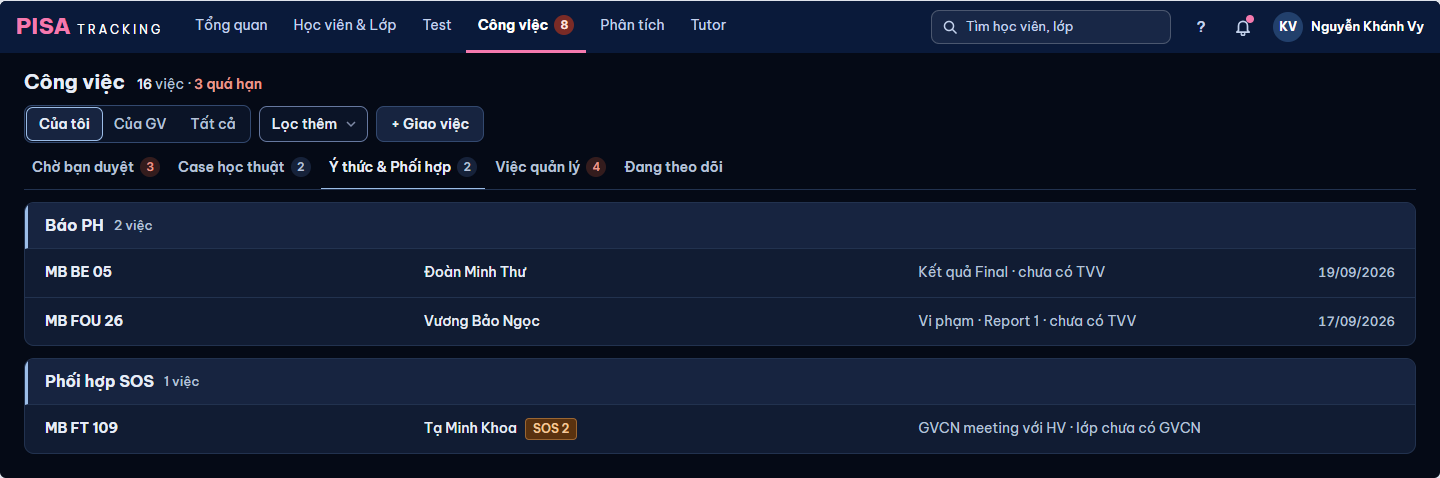 PISA TRACKING Tổng quan Học viên & Lớp Test Công việc 8 Phân tích Tutor Tìm học viên, lớp ? KV Nguyễn Khánh Vy
Công việc 16 việc · 3 quá hạn
Của tôi Của GV Tất cả Lọc thêm + Giao việc
Chờ bạn duyệt 3 Case học thuật 2 Ý thức & Phối hợp 2 Việc quản lý 4 Đang theo dõi
Báo PH 2 việc
MB BE 05 Đoàn Minh Thư Kết quả Final · chưa có TVV 19/09/2026
MB FOU 26 Vương Bảo Ngọc Vi phạm · Report 1 · chưa có TVV 17/09/2026
Phối hợp SOS 1 việc
MB FT 109 Tạ Minh Khoa SOS 2 GVCN meeting với HV · lớp chưa có GVCN